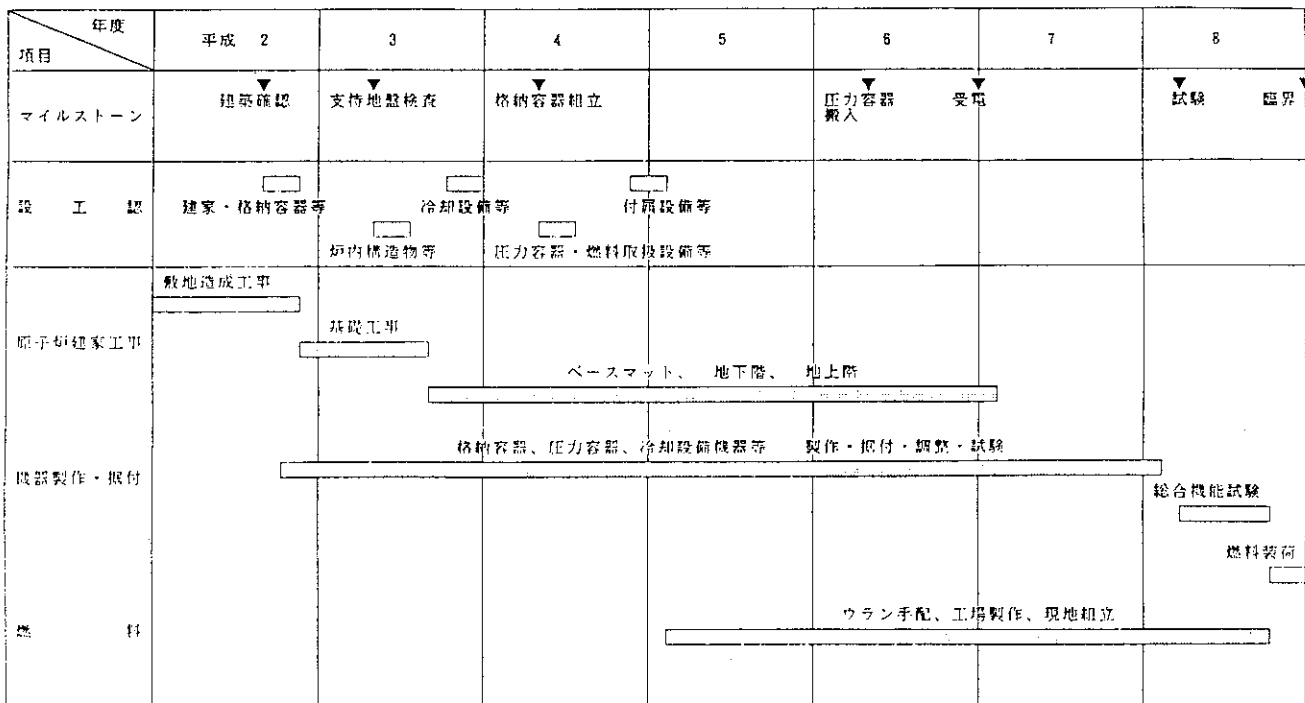 年度
項目
平成 2 3 4 5 6 7 8
マイルストーン
建築確認 支持地盤検査 格納容器組立 圧力容器 受電 試験 臨界
搬入
設工認
建家・格納容器等 冷却設備等 付属設備等
炉内構造物等 圧力容器・燃料取扱設備等
原子炉建家工事
敷地造成工事
基礎工事
ベースマット、 地下階、 地上階
機器製作・据付
格納容器、圧力容器、冷却設備機器等 製作・据付・調整・試験
総合機能試験
燃料装荷
燃料
ウラン手配、工場製作、現地組立